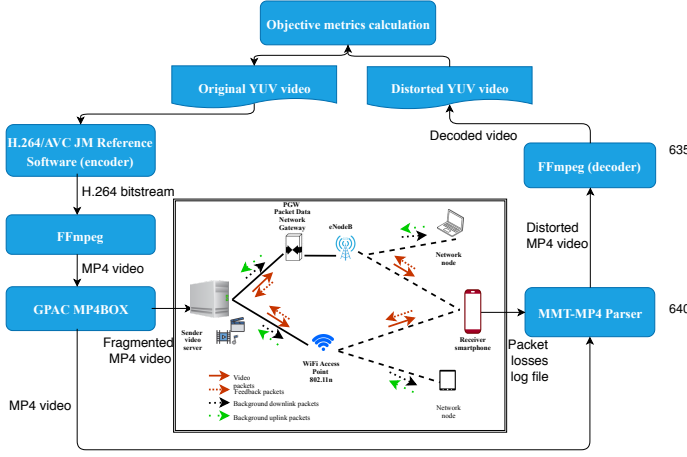 Objective metrics calculation
Original YUV video
Distorted YUV video
Decoded video
H.264/AVC JM Reference
Software (encoder)
FFmpeg (decoder)
635
H.264 bitstream
FFmpeg
Distorted
MP4 video
MP4 video
GPAC MP4BOX
Fragmented
MP4 video
MP4 video
PGW
Packet Data
Network
Gateway
eNodeB
Network
node
Sender
video
server
WiFi Access
Point
802.11n
Receiver
smartphone
Network
node
Video
packets
Feedback packets
Background downlink packets
Background uplink packets
MMT-MP4 Parser
640
Packet
losses
log file